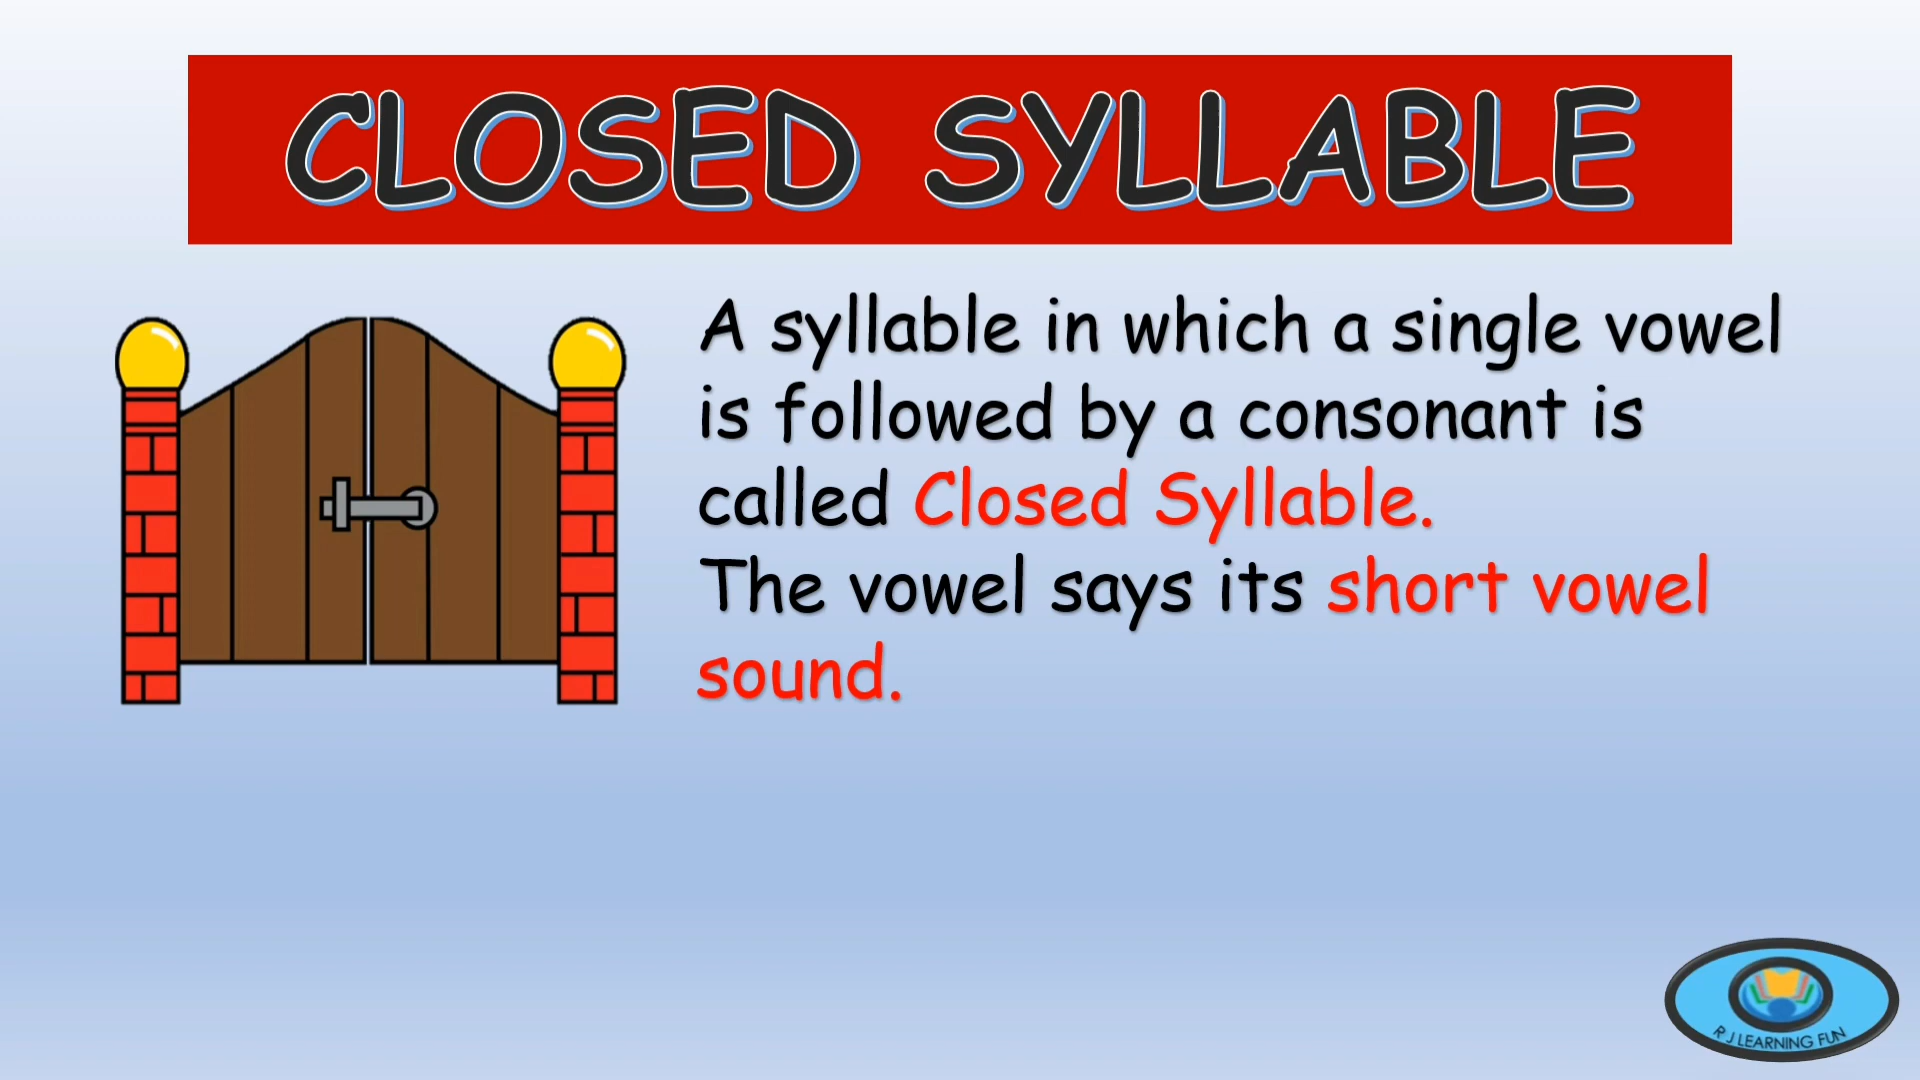 CLOSED SYLLABLE
A syllable in which a single vowel
is followed by a consonant is
called Closed Syllable.
The vowel says its short vowel
sound.
R J LEARNING FUN